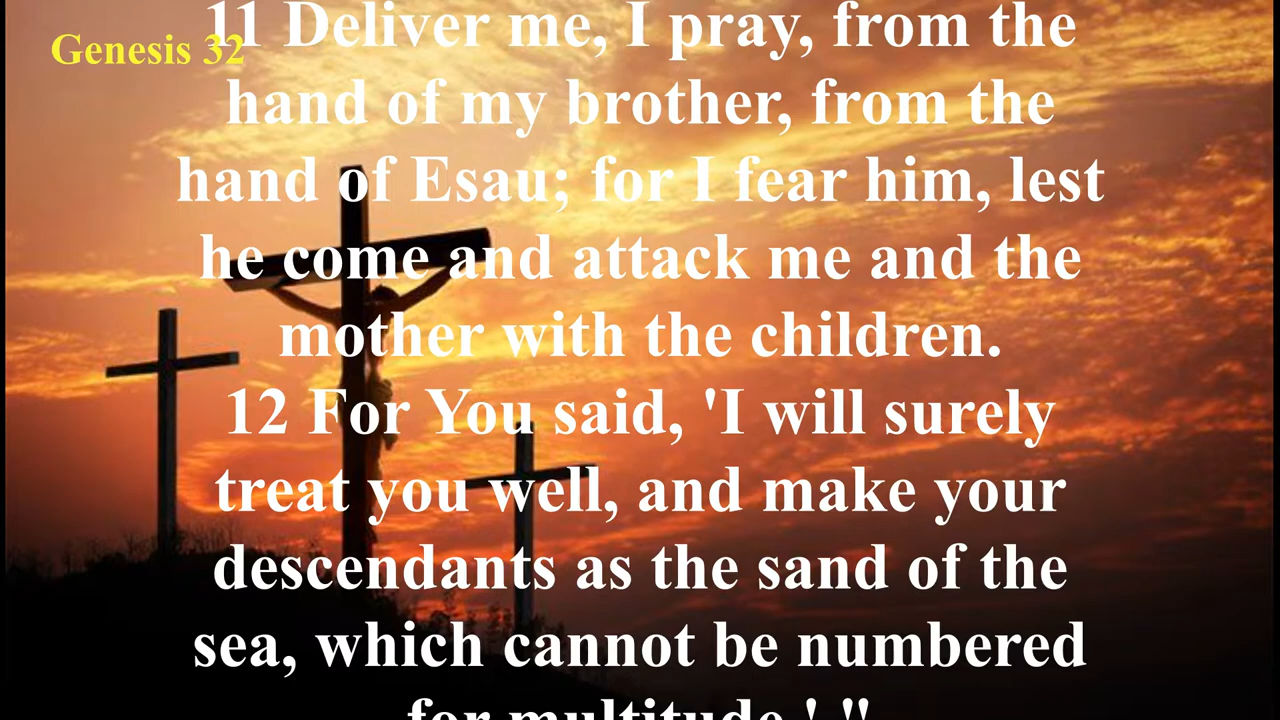 Genesis 32
11 Deliver me, I pray, from the
hand of my brother, from the
hand of Esau; for I fear him, lest
he come and attack me and the
mother with the children.
12 For You said, 'I will surely
treat you well, and make your
descendants as the sand of the
sea, which cannot be numbered
for multitude.' "